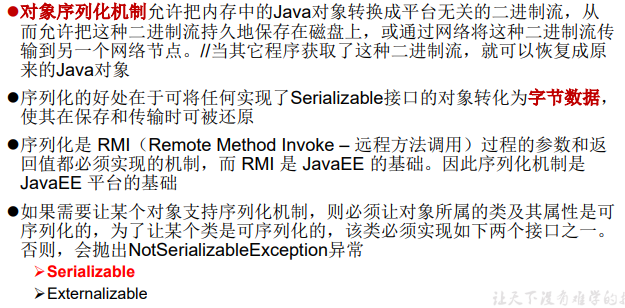 ●对象序列化机制允许把内存中的Java对象转换成平台无关的二进制流，从
而允许把这种二进制流持久地保存在磁盘上，或通过网络将这种二进制流传
输到另一个网络节点。//当其它程序获取了这种二进制流，就可以恢复成原
来的Java对象
●序列化的好处在于可将任何实现了Serializable接口的对象转化为字节数据，
使其在保存和传输时可被还原
●序列化是 RMI（Remote Method Invoke – 远程方法调用）过程的参数和返
回值都必须实现的机制，而 RMI 是 JavaEE 的基础。因此序列化机制是
JavaEE 平台的基础
●如果需要让某个对象支持序列化机制，则必须让对象所属的类及其属性是可
序列化的，为了让某个类是可序列化的，该类必须实现如下两个接口之一。
否则，会抛出NotSerializableException异常
➢Serializable
➢Externalizable
让天下没有难学的